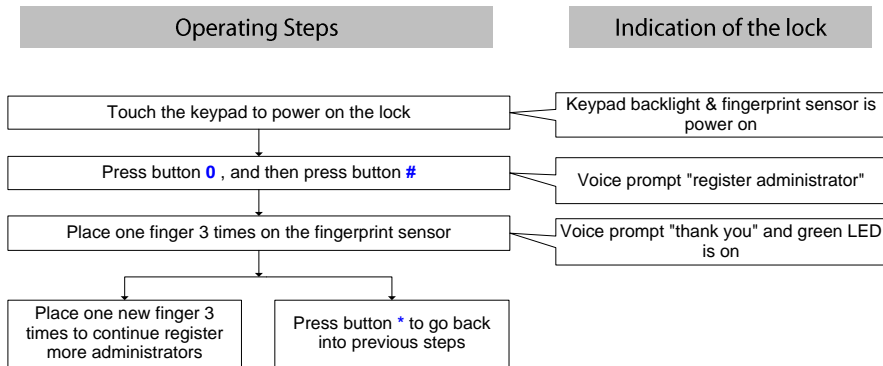 Operating Steps
Indication of the lock
Touch the keypad to power on the lock
Keypad backlight & fingerprint sensor is
power on
Press button 0 , and then press button #
Voice prompt "register administrator"
Place one finger 3 times on the fingerprint sensor
Voice prompt "thank you" and green LED
is on
Place one new finger 3
times to continue register
more administrators
Press button * to go back
into previous steps